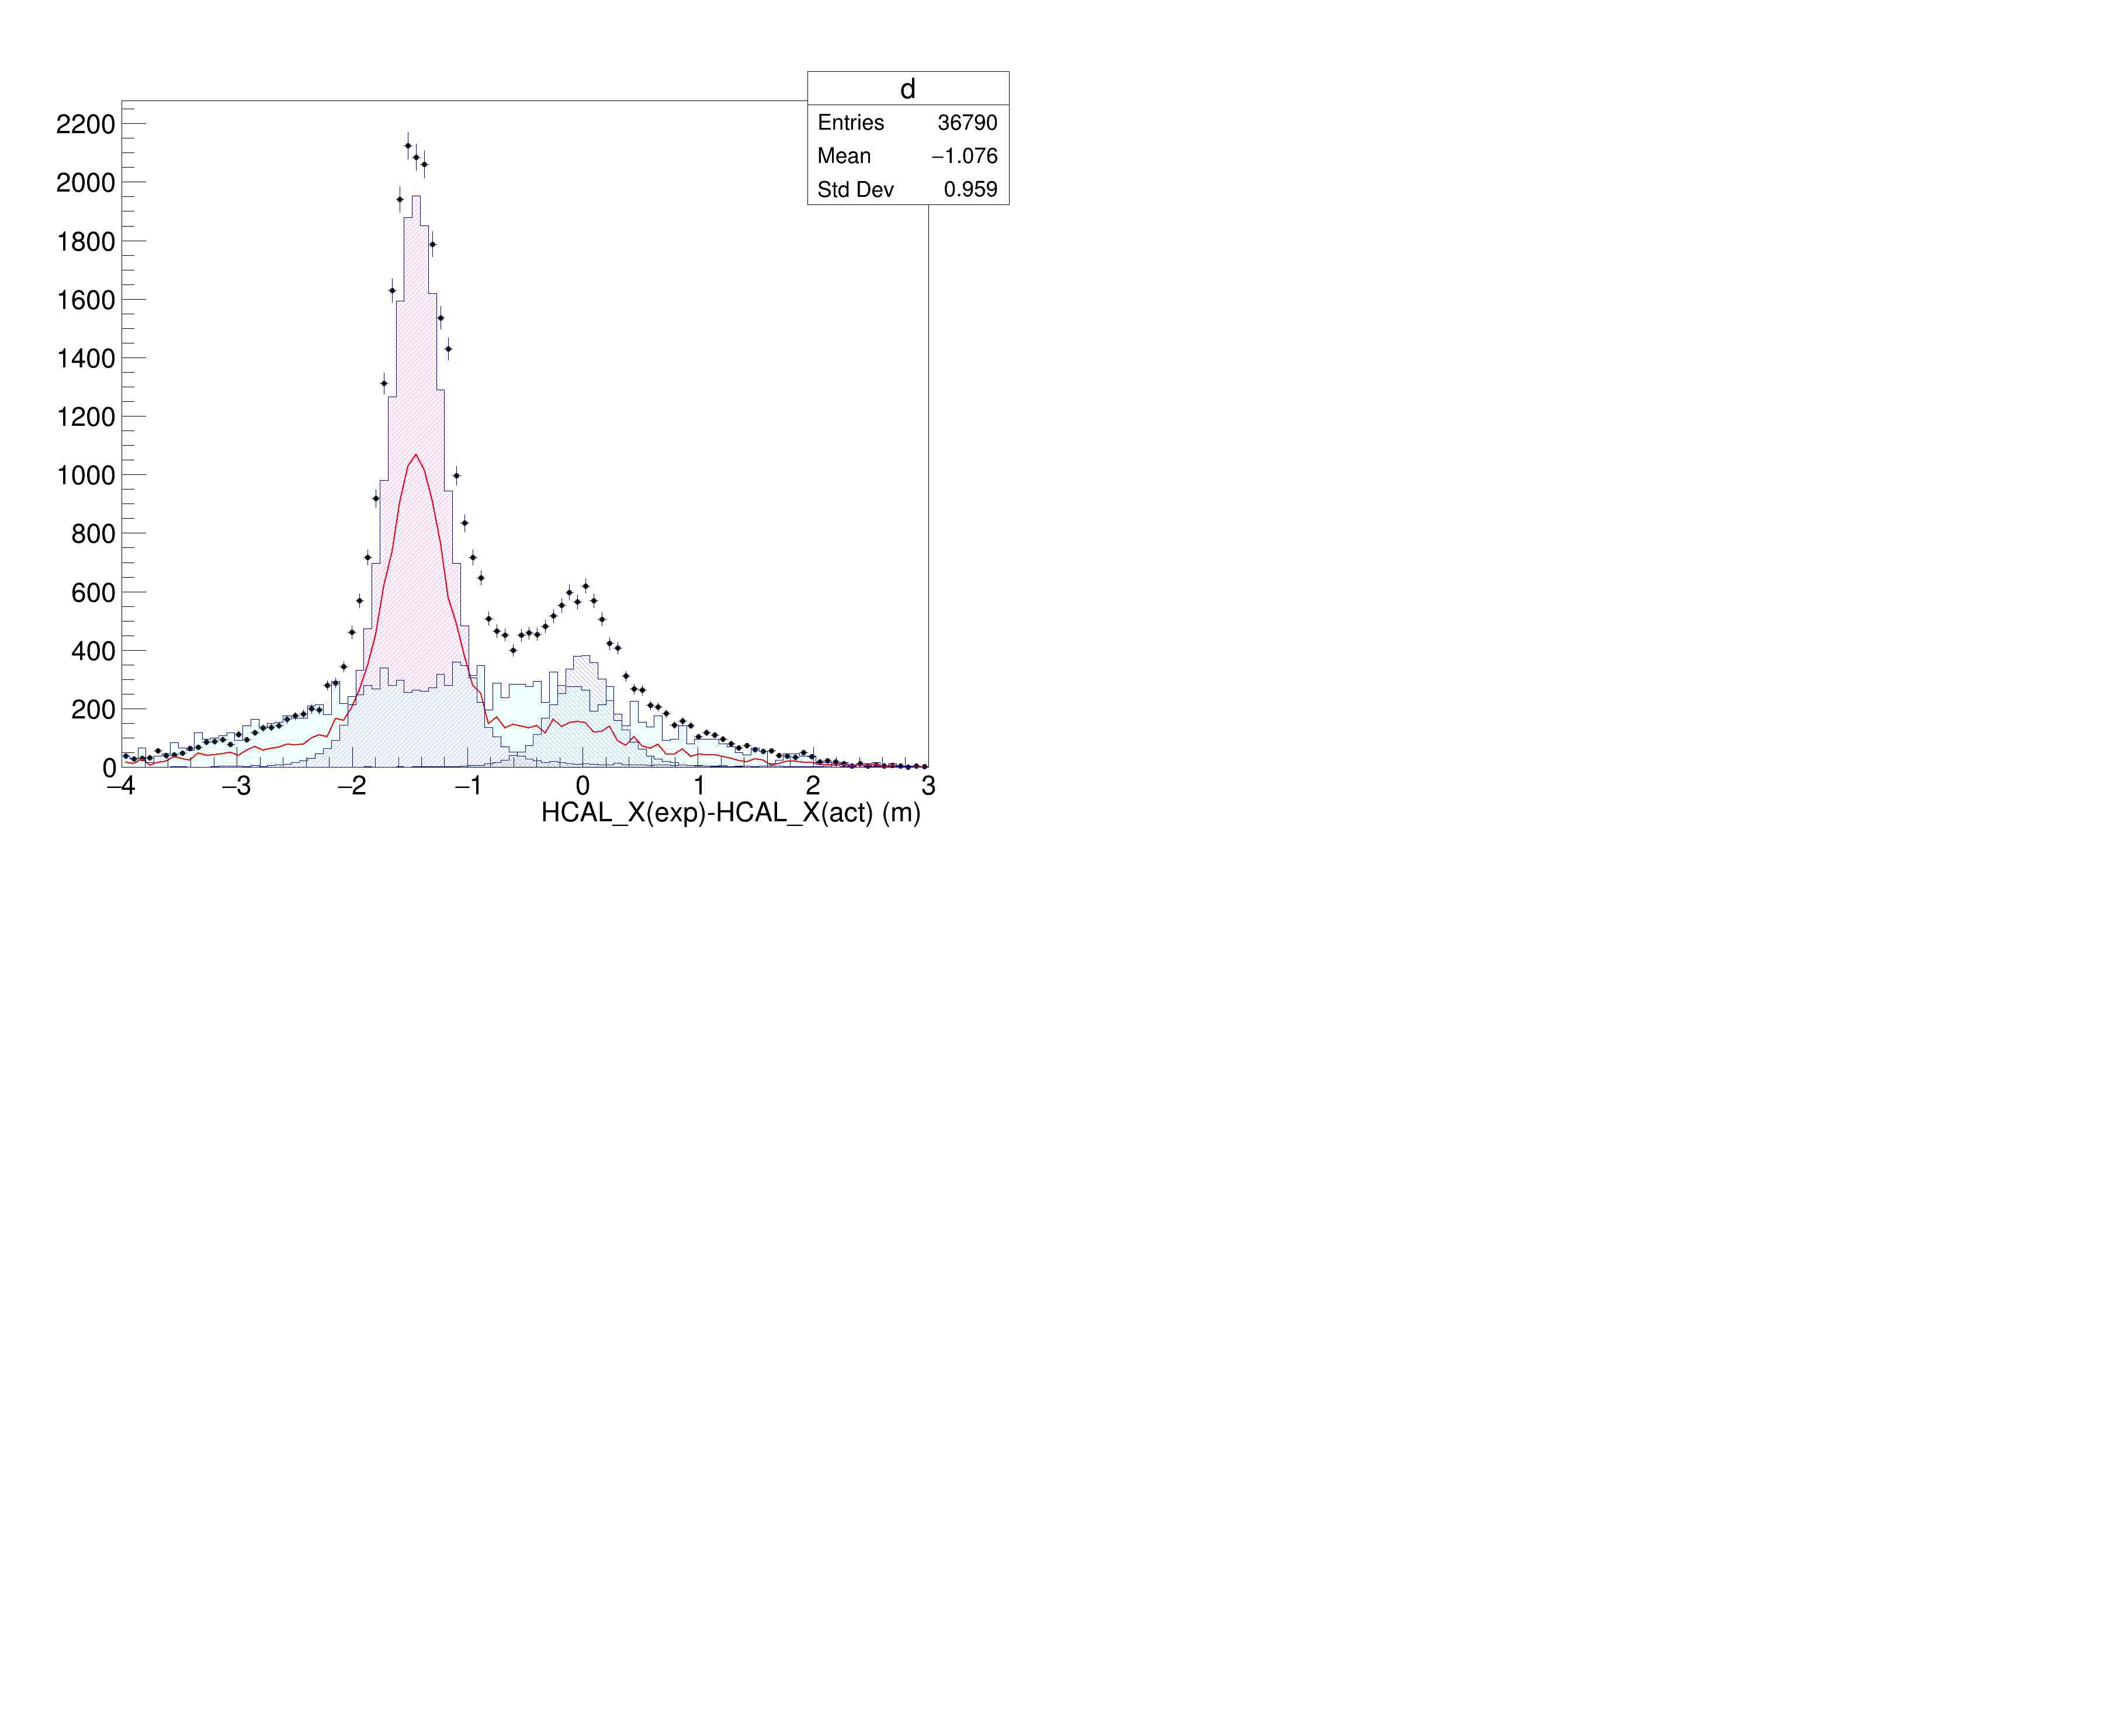 d
Entries 36790
Mean −1.076
Std Dev 0.959
2200
2000
1800
1600
1400
1200
1000
800
600
400
200
0
−4 −3 −2 −1 0 1 2 3
HCAL_X(exp)-HCAL_X(act) (m)